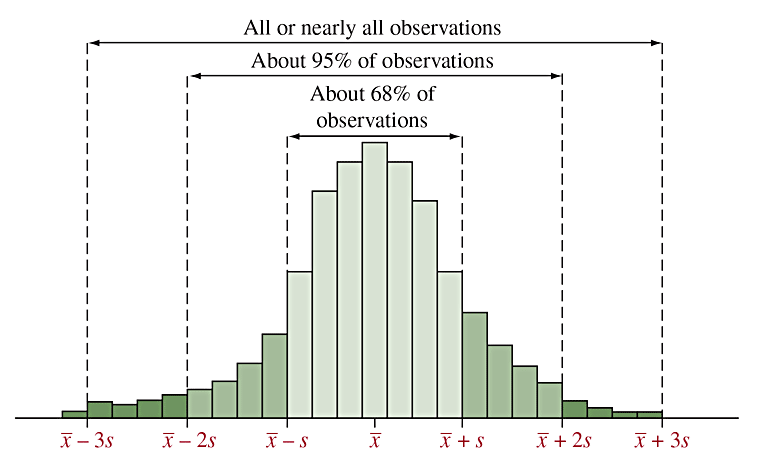 All or nearly all observations
About 95% of observations
About 68% of
observations
x̅ − 3s x̅ − 2s x̅ − s x̅ x̅ + s x̅ + 2s x̅ + 3s